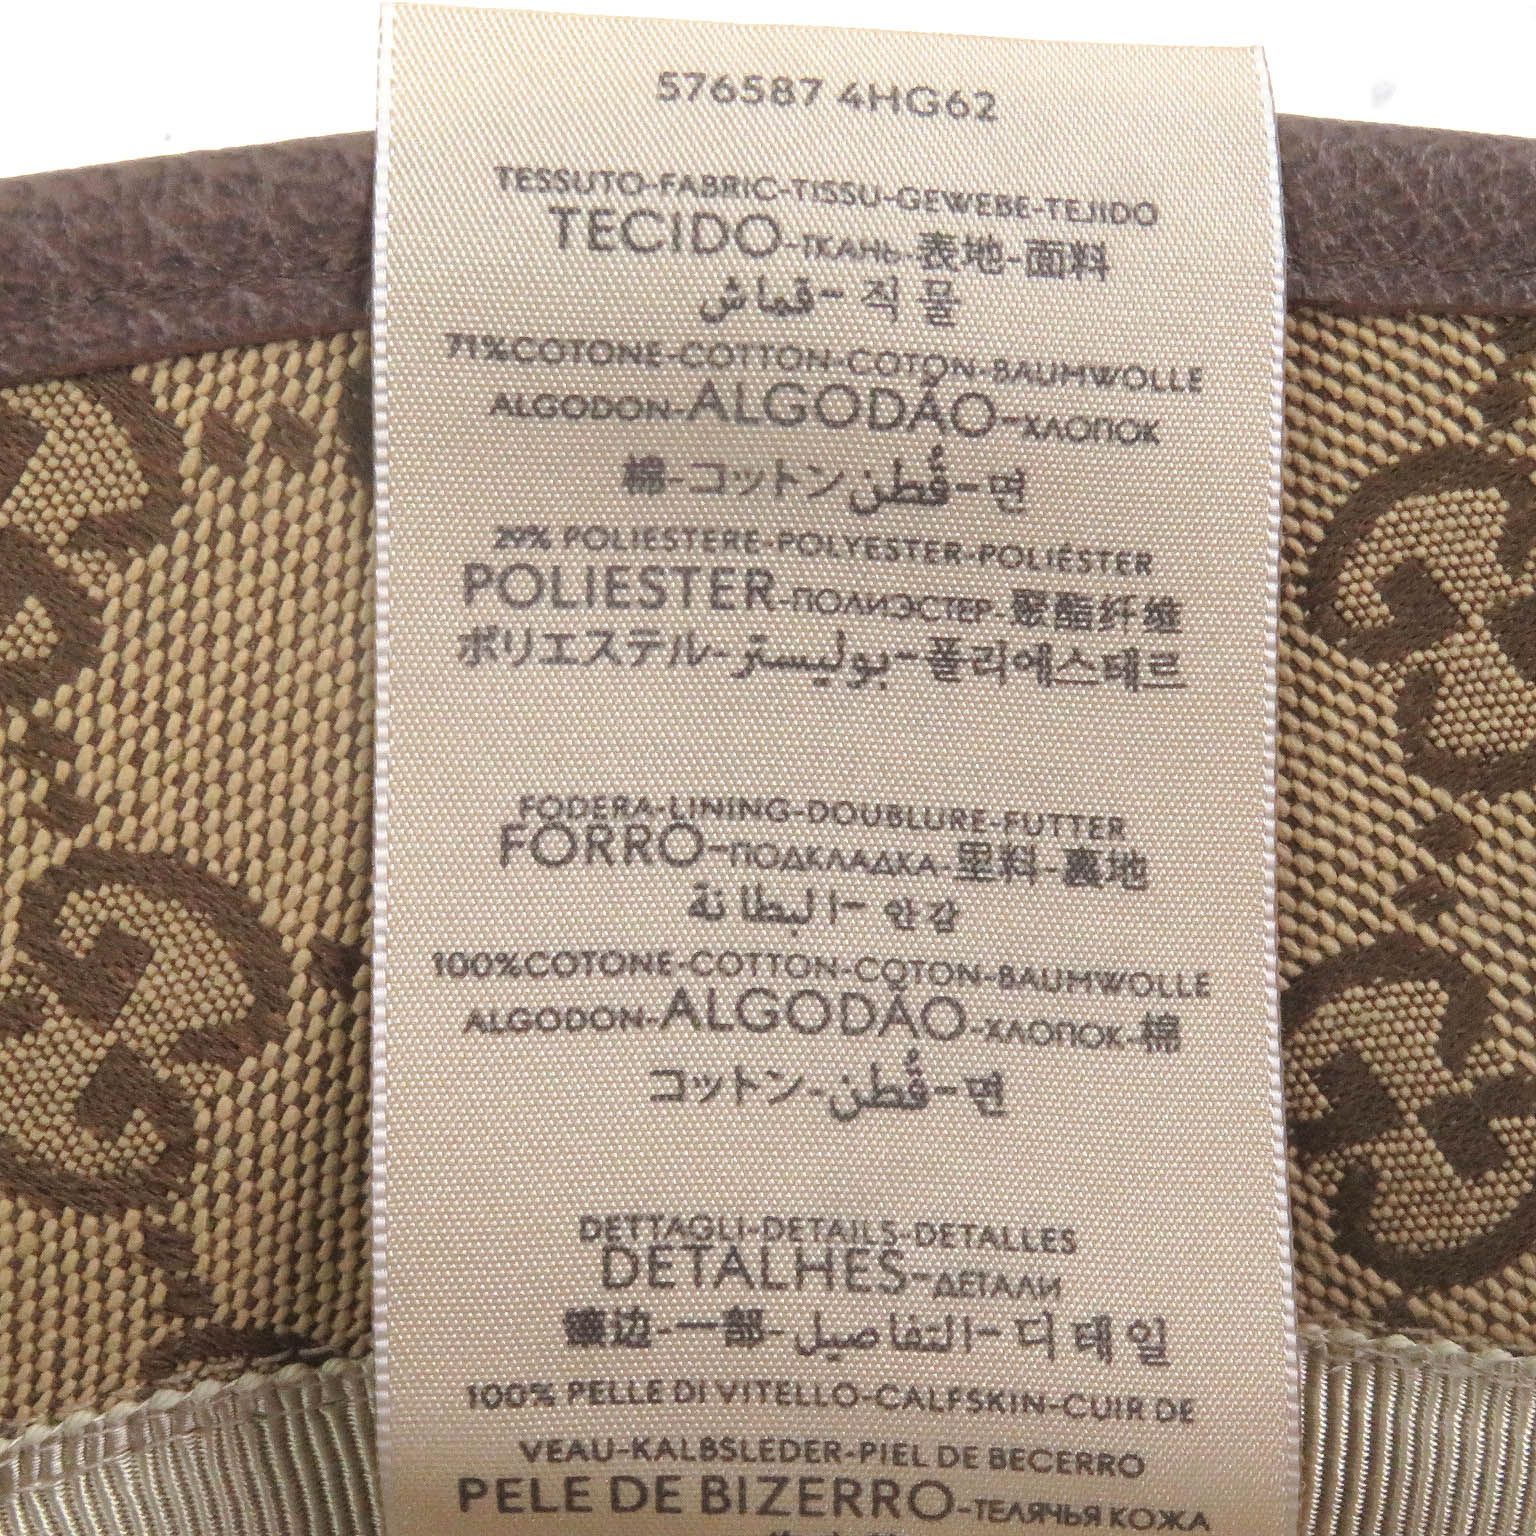 576587 4HG62
TESSUTO-FABRIC-TISSU-GEWEBE-TEJIDO
TECIDO-ТКАНЬ-表地-面料
قماش-직물
71%COTONE-COTTON-COTON-BAUMWOLLE
ALGODON-ALGODÃO-ХЛОПОК
棉-コットン-قُطن-면
29% POLIESTERE-POLYESTER-POLIÉSTER
POLIESTER-ПОЛИЭСТЕР-聚酯纤维
ポリエステル-بوليستر-폴리에스테르
FODERA-LINING-DOUBLURE-FUTTER
FORRO-ПОДКЛАДКА-里料-裏地
البطانة-안감
100%COTONE-COTTON-COTON-BAUMWOLLE
ALGODON-ALGODÃO-ХЛОПОК-棉
コットン-قُطن-면
DETTAGLI-DETAILS-DETALLES
DETALHES-ДЕТАЛИ
镶边-一部-التفاصيل-디테일
100% PELLE DI VITELLO-CALFSKIN-CUIR DE
VEAU-KALBSLEDER-PIEL DE BECERRO
PELE DE BIZERRO-ТЕЛЯЧЬЯ КОЖА